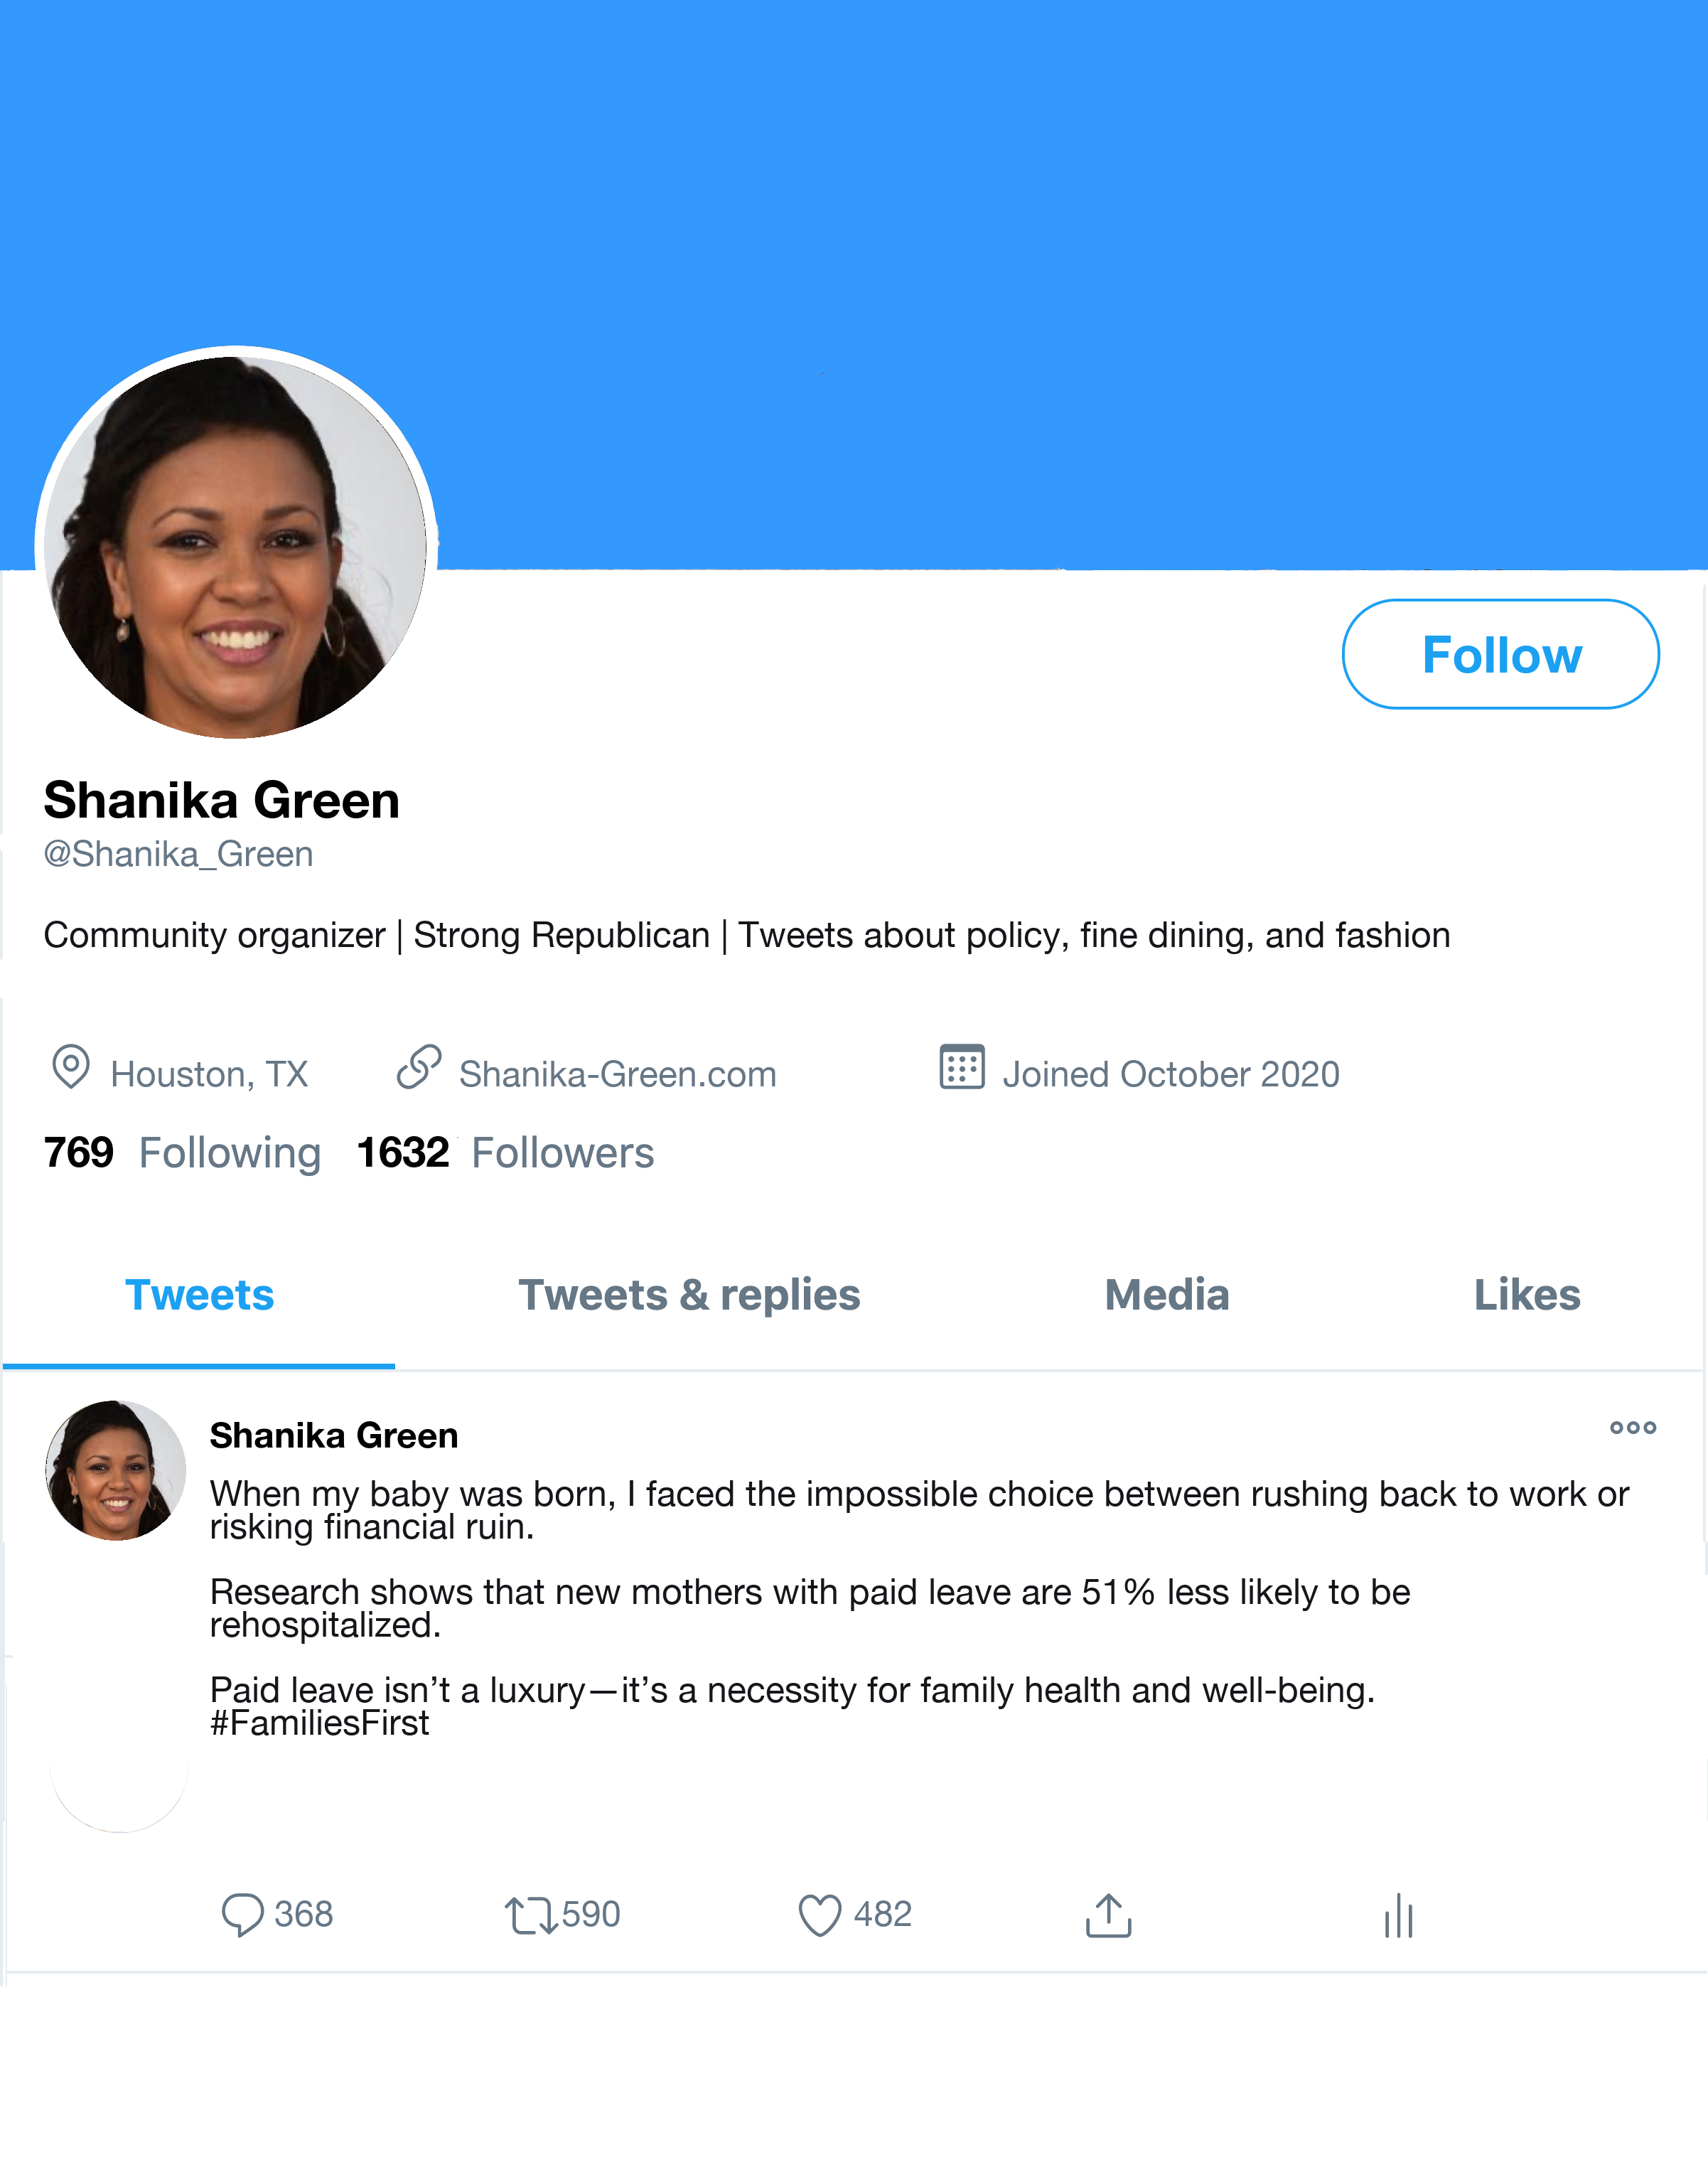 Follow
Shanika Green
@Shanika_Green
Community organizer | Strong Republican | Tweets about policy, fine dining, and fashion
Houston, TX Shanika-Green.com Joined October 2020
769 Following 1632 Followers
Tweets Tweets & replies Media Likes
Shanika Green
When my baby was born, I faced the impossible choice between rushing back to work or
risking financial ruin.
Research shows that new mothers with paid leave are 51% less likely to be
rehospitalized.
Paid leave isn’t a luxury—it’s a necessity for family health and well-being.
#FamiliesFirst
368 590 482